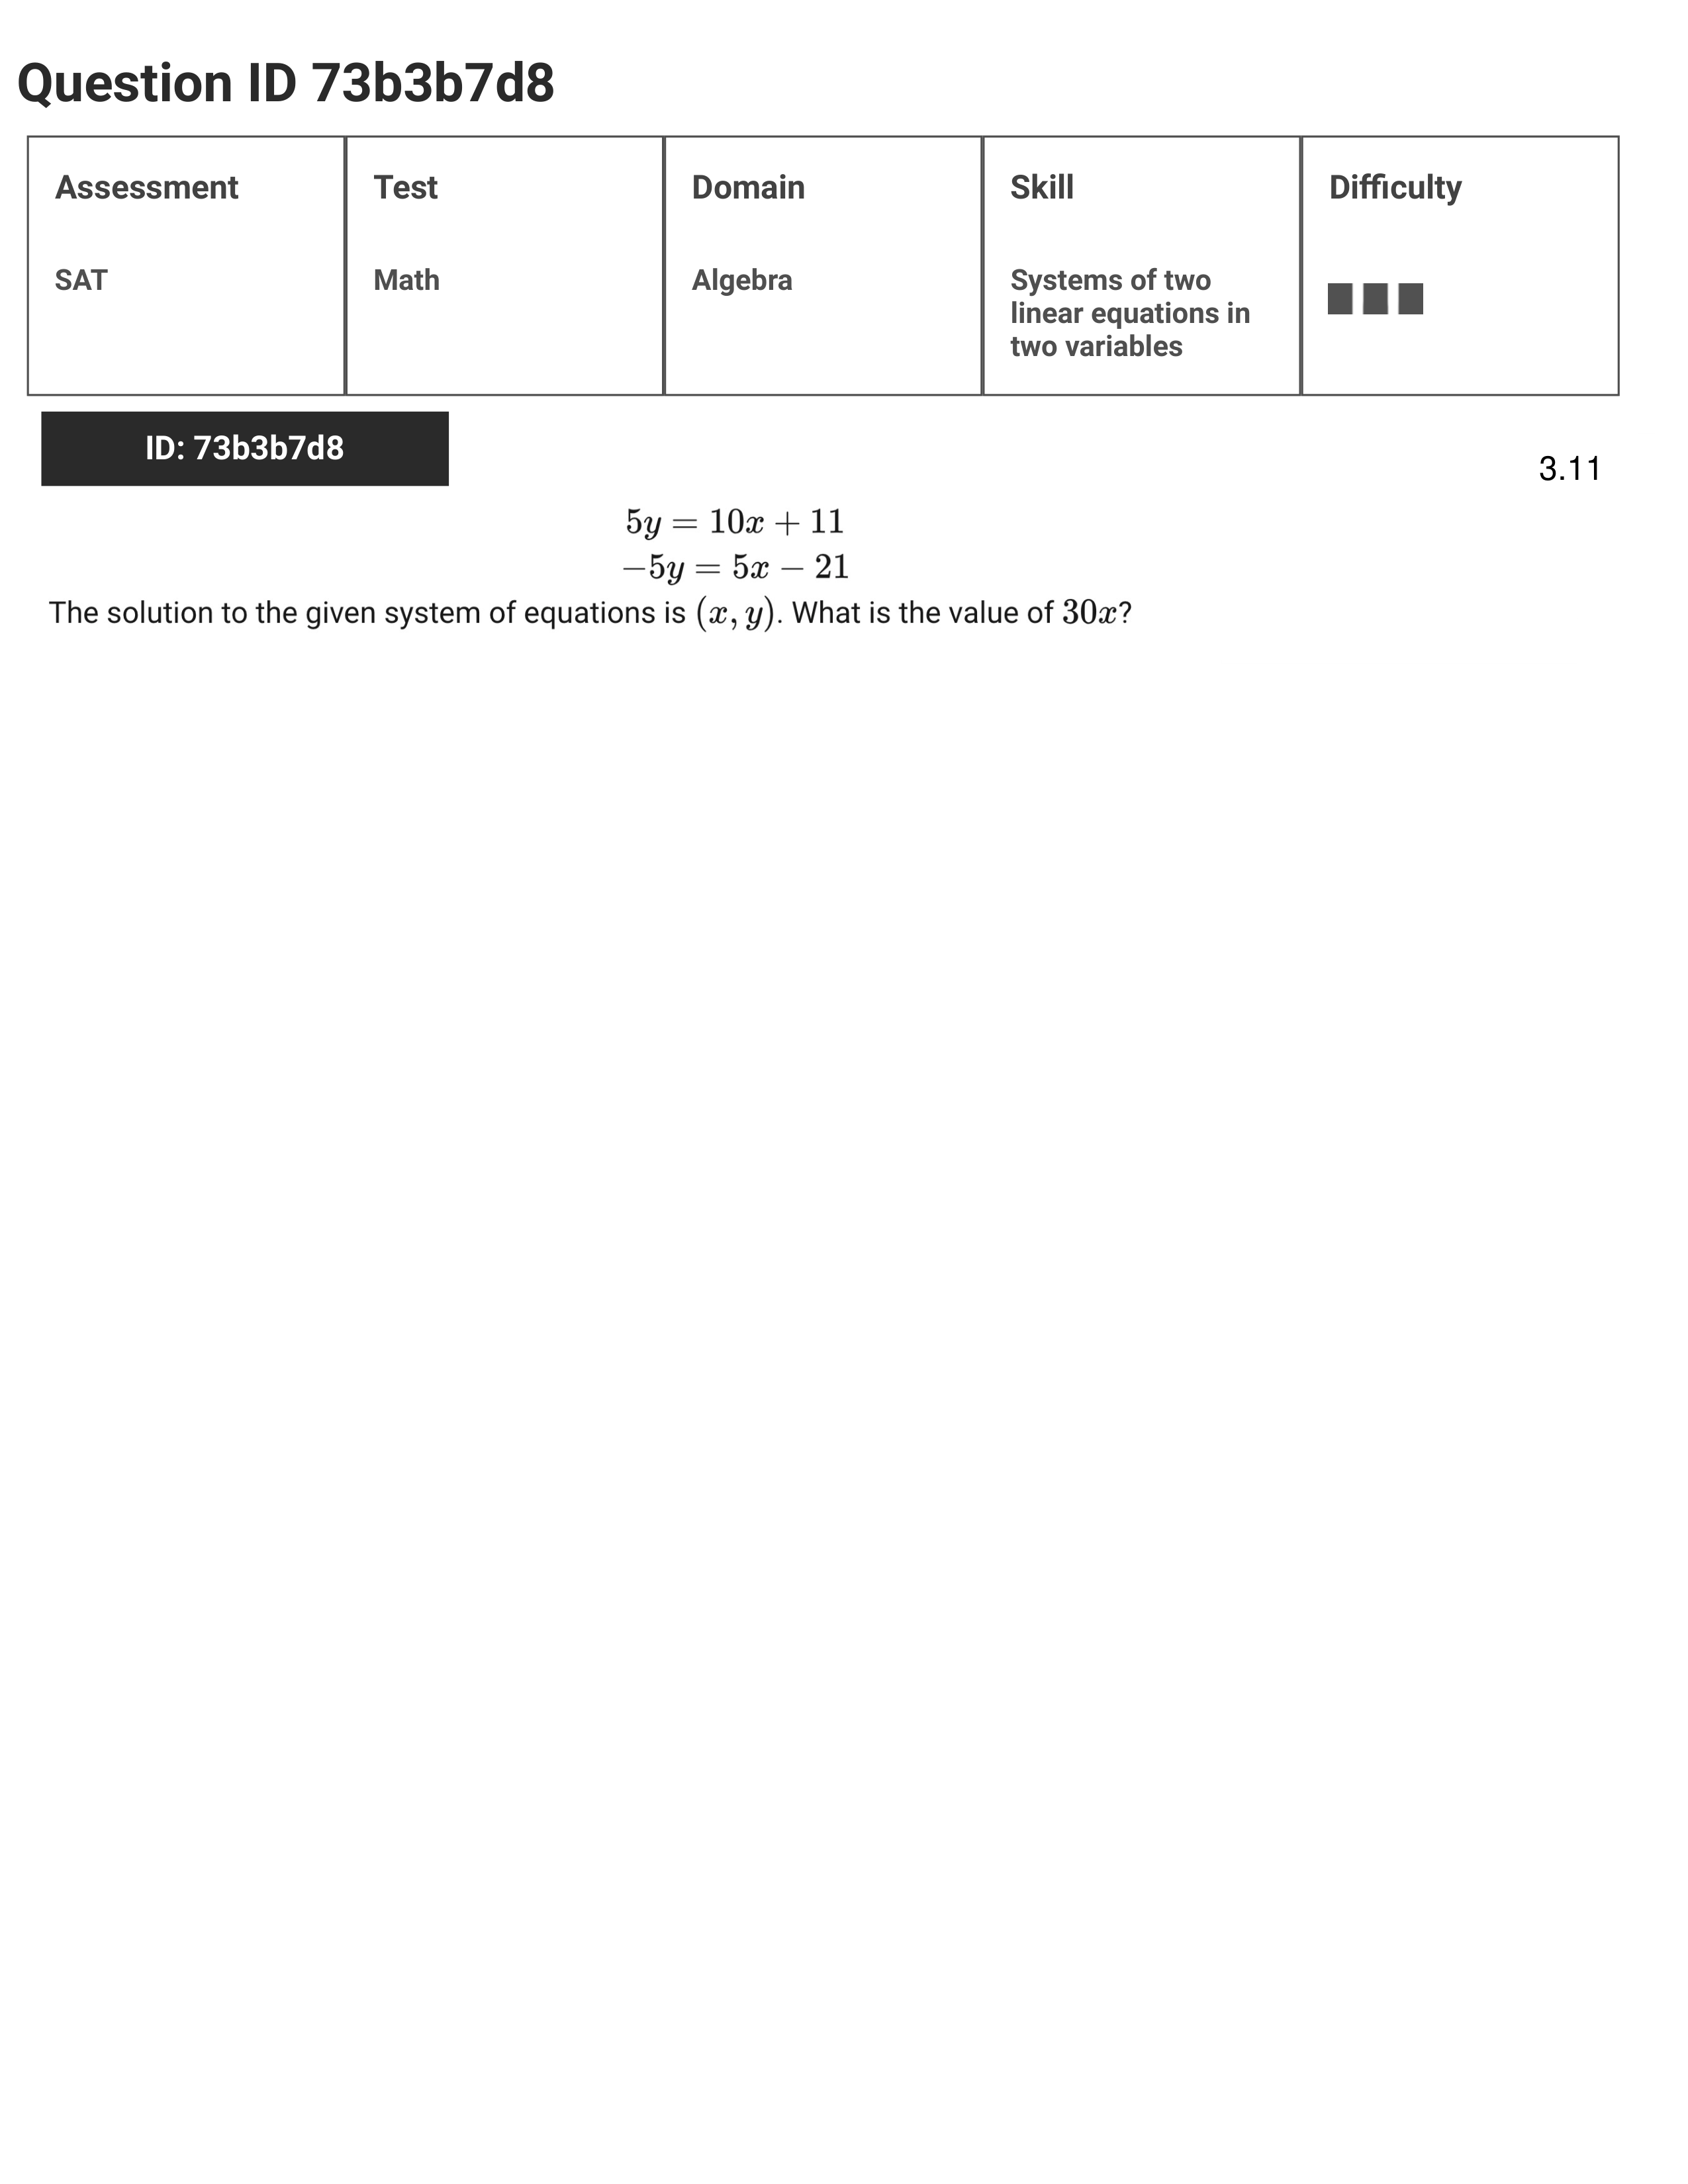 Question ID 73b3b7d8
Assessment
Test
Domain
Skill
Difficulty
SAT
Math
Algebra
Systems of two
linear equations in
two variables
ID: 73b3b7d8
3.11
5y = 10x + 11
−5y = 5x − 21
The solution to the given system of equations is (x, y). What is the value of 30x?